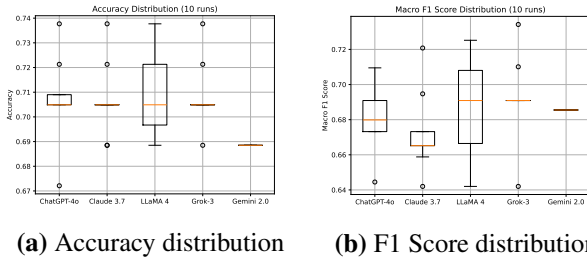 Accuracy Distribution (10 runs)
0.74
0.73
0.72
0.71
0.70
0.69
0.68
0.67
Accuracy
ChatGPT-4o Claude 3.7 LLaMA 4 Grok-3 Gemini 2.0
(a) Accuracy distribution
Macro F1 Score Distribution (10 runs)
0.72
0.70
0.68
0.66
0.64
Macro F1 Score
ChatGPT-4o Claude 3.7 LLaMA 4 Grok-3 Gemini 2.0
(b) F1 Score distribution